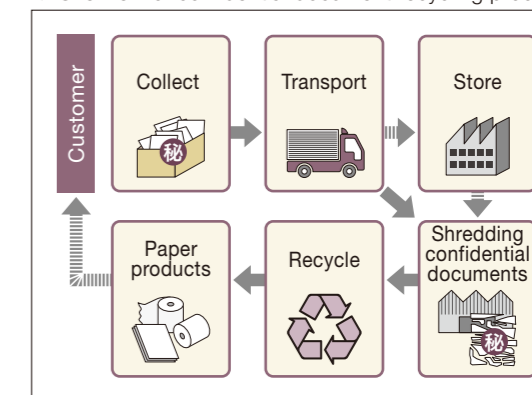 Customer
Collect
秘
Transport
Store
Shredding
confidential
documents
秘
Recycle
Paper
products